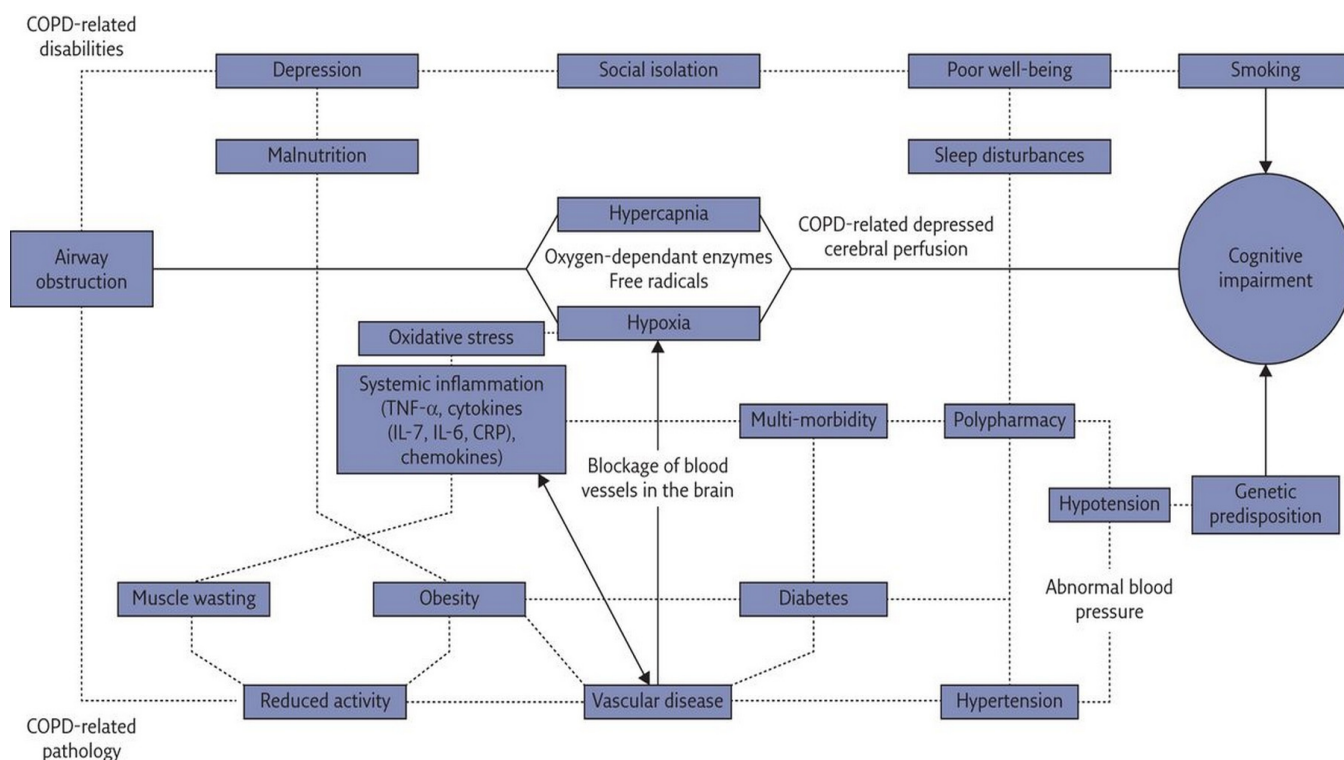 COPD-related
disabilities
Depression
Social isolation
Poor well-being
Smoking
Malnutrition
Sleep disturbances
Hypercapnia
COPD-related depressed
cerebral perfusion
Airway
obstruction
Oxygen-dependant enzymes
Free radicals
Cognitive
impairment
Hypoxia
Oxidative stress
Systemic inflammation
(TNF-α, cytokines
(IL-7, IL-6, CRP),
chemokines)
Multi-morbidity
Polypharmacy
Blockage of blood
vessels in the brain
Hypotension
Genetic
predisposition
Muscle wasting
Obesity
Diabetes
Abnormal blood
pressure
Reduced activity
Vascular disease
Hypertension
COPD-related
pathology